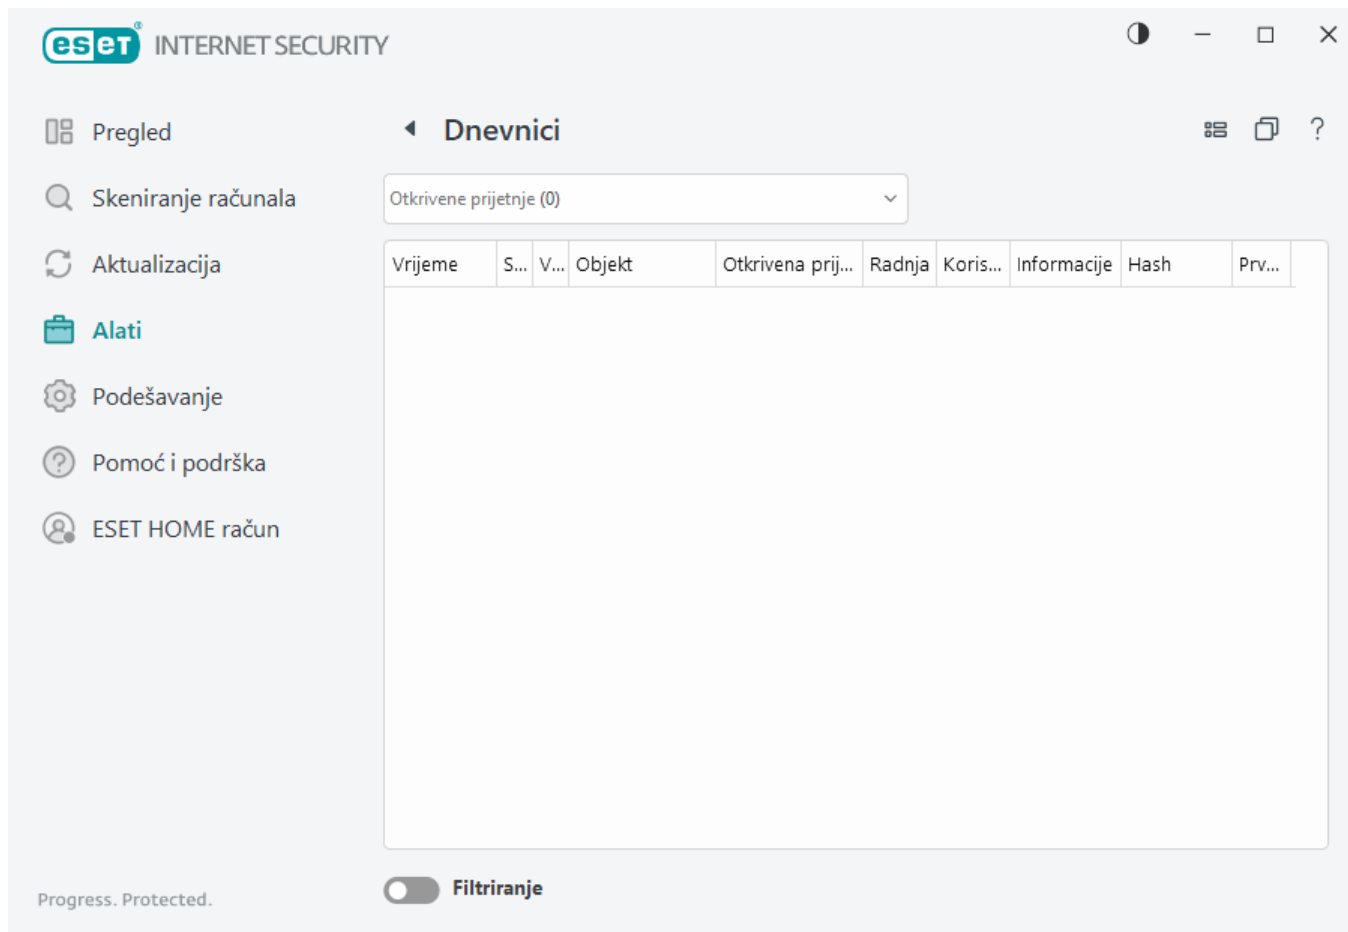 eset® INTERNET SECURITY
Pregled
Skeniranje računala
Aktualizacija
Alati
Podešavanje
Pomoć i podrška
ESET HOME račun
Progress. Protected.
Dnevnici
?
Otkrivene prijetnje (0)
Vrijeme S... V... Objekt Otkrivena prij... Radnja Koris... Informacije Hash Prv...
Filtriranje